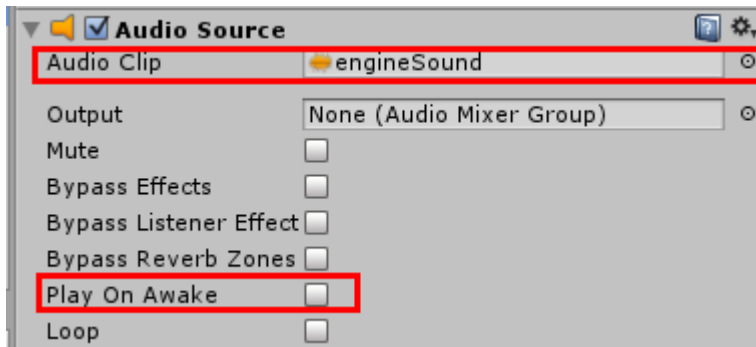 Audio Source
Audio Clip engineSound
Output None (Audio Mixer Group)
Mute
Bypass Effects
Bypass Listener Effect
Bypass Reverb Zones
Play On Awake
Loop